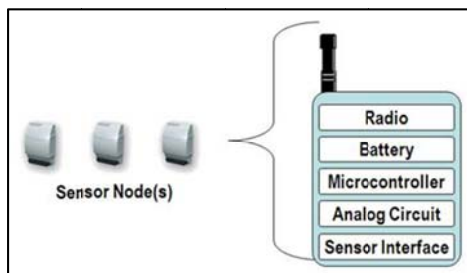 Sensor Node(s)
Radio
Battery
Microcontroller
Analog Circuit
Sensor Interface